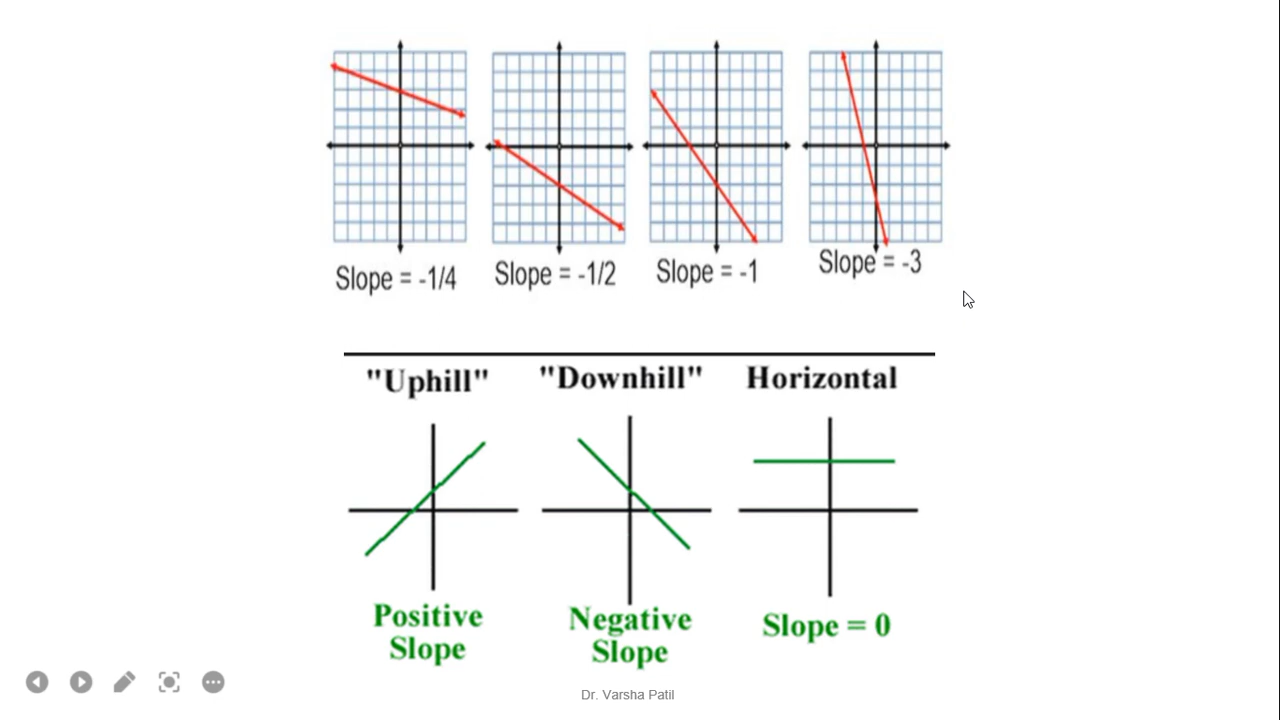 Slope = -1/4
Slope = -1/2
Slope = -1
Slope = -3
"Uphill"
"Downhill"
Horizontal
Positive
Slope
Negative
Slope
Slope = 0
Dr. Varsha Patil